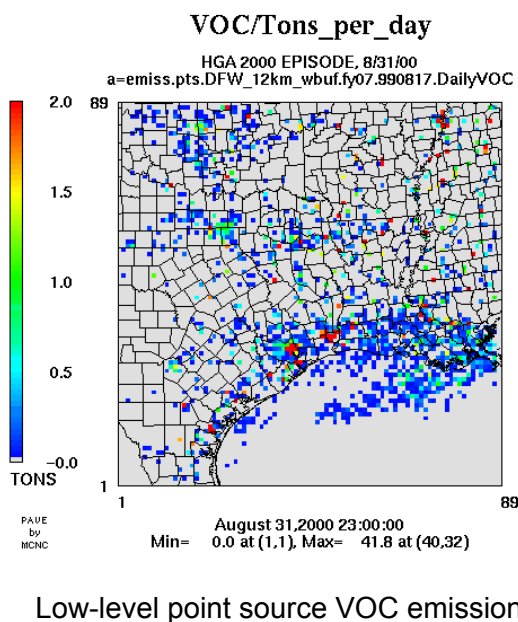 VOC/Tons_per_day
HGA 2000 EPISODE, 8/31/00
a=emiss.pts.DFW_12km_wbuf.fy07.990817.DailyVOC
2.0
1.5
1.0
0.5
−0.0
TONS
89
1
1
89
PAVE
by
MCNC
August 31,2000 23:00:00
Min= 0.0 at (1,1), Max= 41.8 at (40,32)
Low-level point source VOC emission